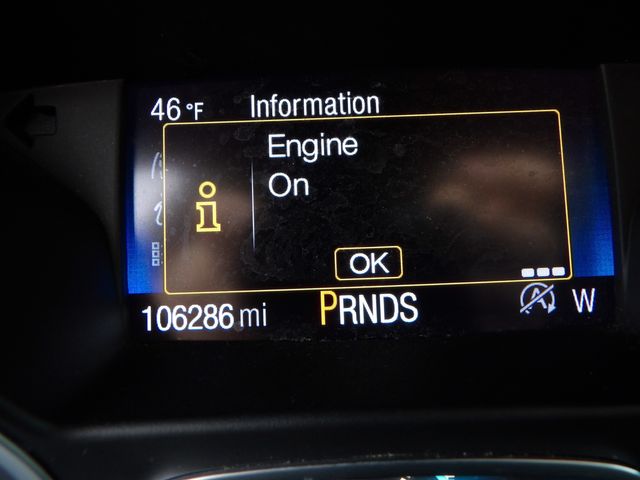 46 °F Information
Engine
On
OK
106286 mi PRNDS A W